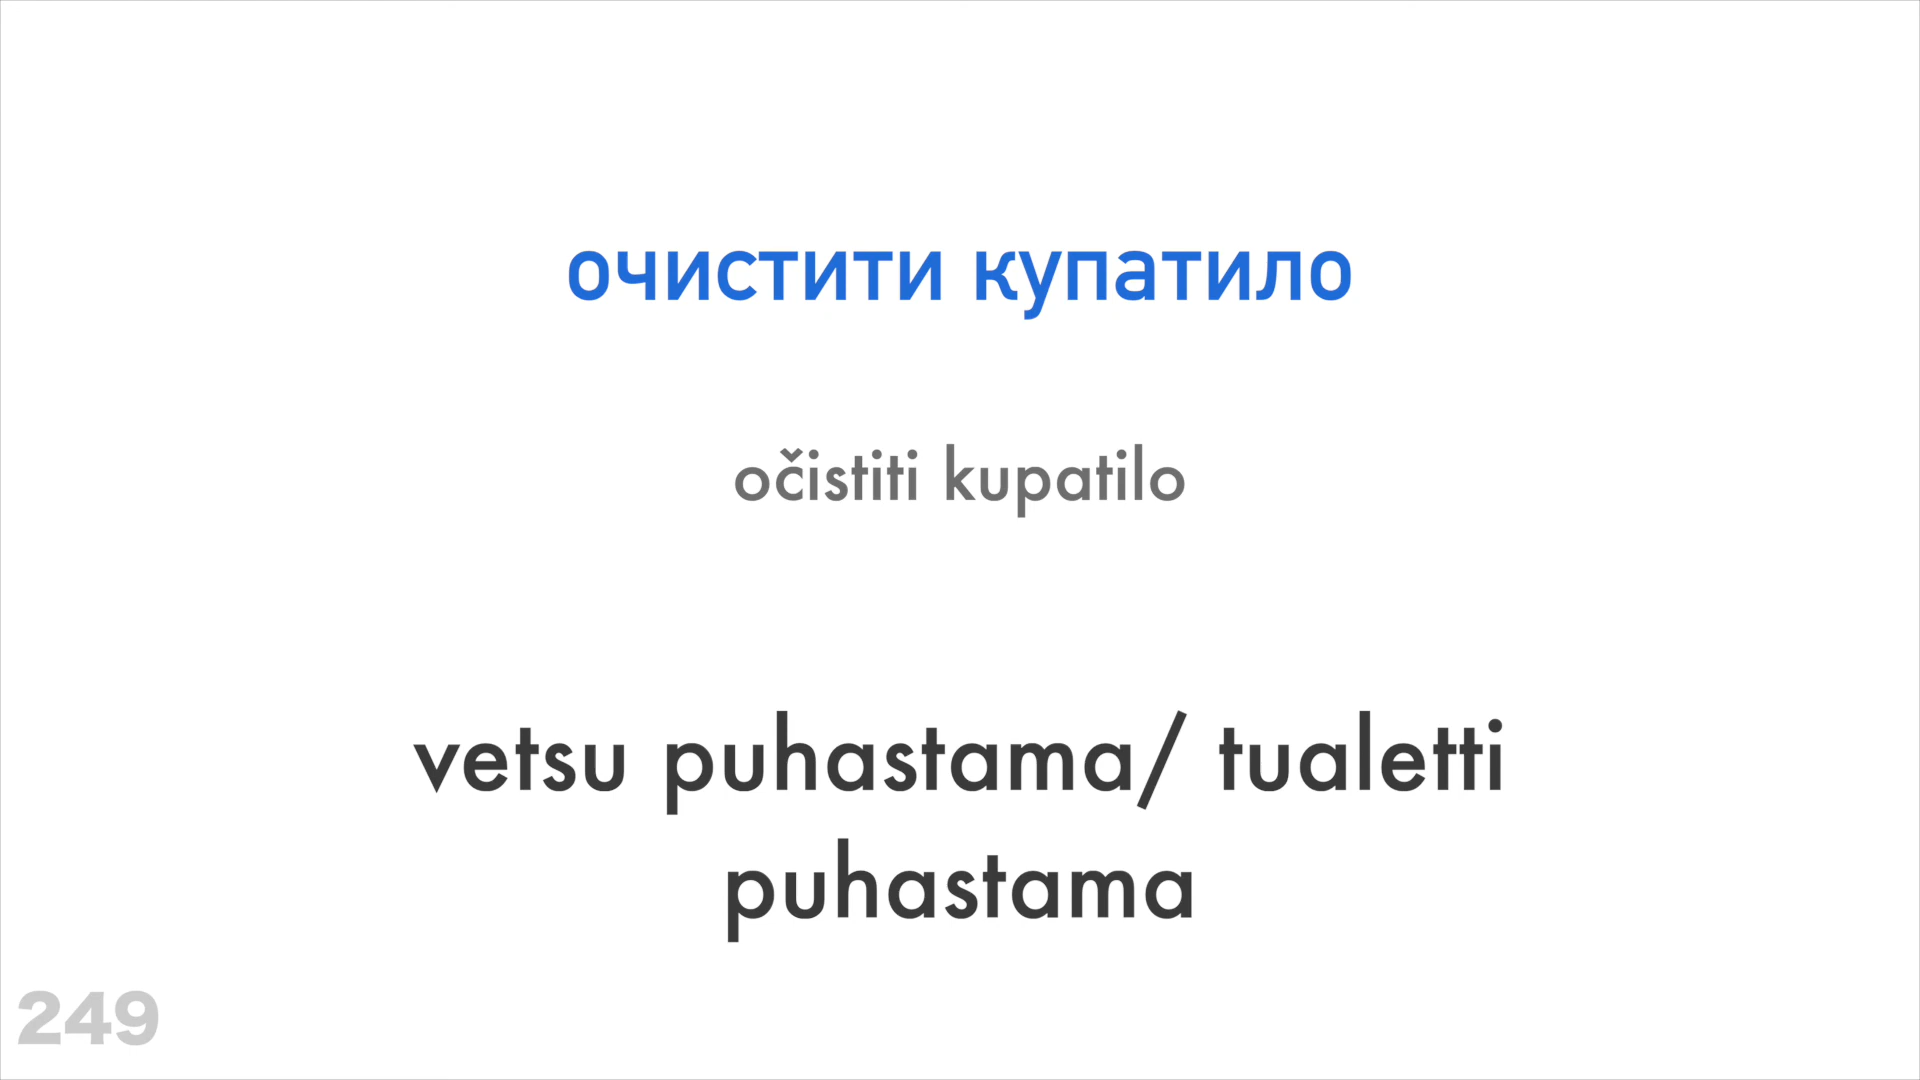 очистити купатило
očistiti kupatilo
vetsu puhastama/ tualetti
puhastama
249